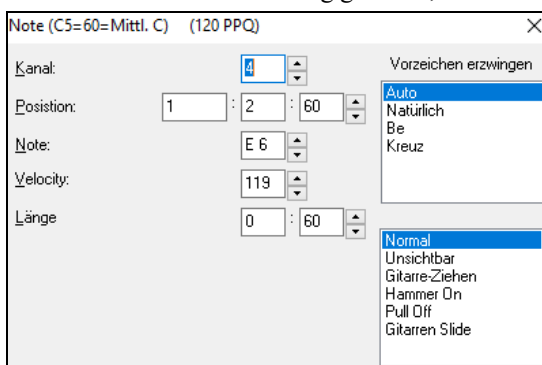 Note (C5=60=Mittl. C) (120 PPQ)
Kanal: 4
Posistion: 1 : 2 : 60
Note: E 6
Velocity: 119
Länge 0 : 60
Vorzeichen erzwingen
Auto
Natürlich
Be
Kreuz
Normal
Unsichtbar
Gitarre-Ziehen
Hammer On
Pull Off
Gitarren Slide